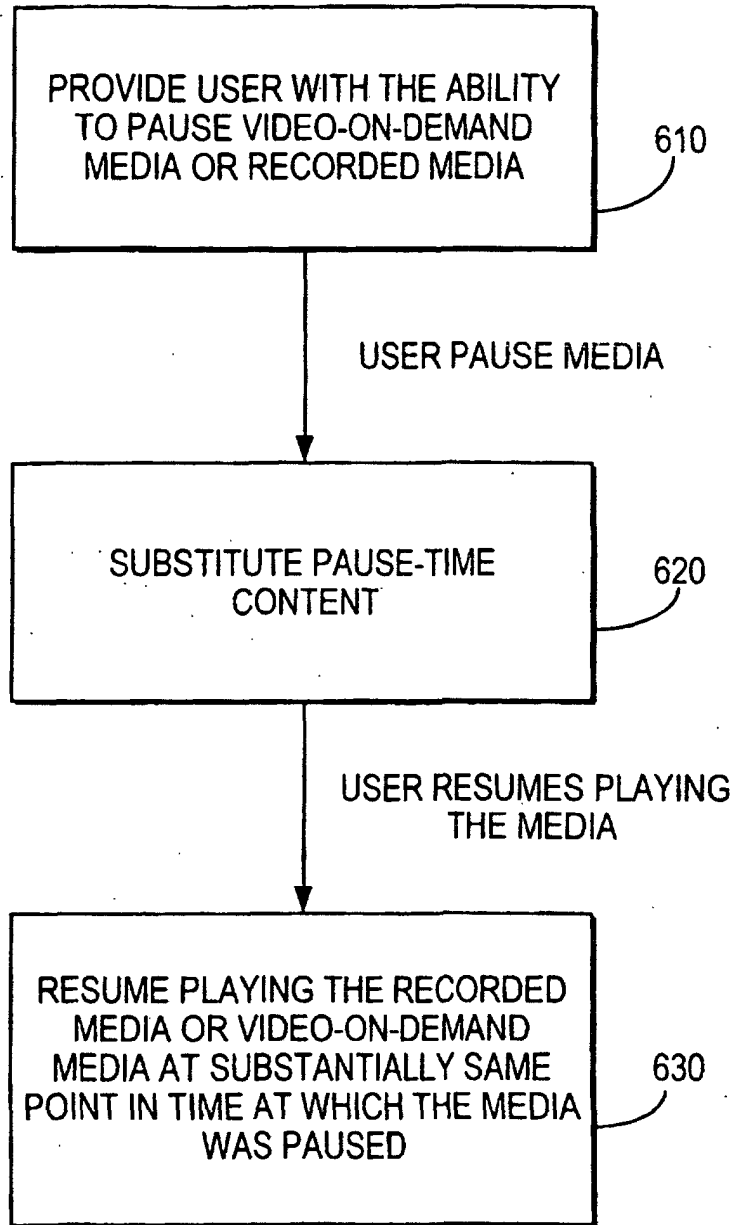 PROVIDE USER WITH THE ABILITY
TO PAUSE VIDEO-ON-DEMAND
MEDIA OR RECORDED MEDIA
610
USER PAUSE MEDIA
SUBSTITUTE PAUSE-TIME
CONTENT
620
USER RESUMES PLAYING
THE MEDIA
RESUME PLAYING THE RECORDED
MEDIA OR VIDEO-ON-DEMAND
MEDIA AT SUBSTANTIALLY SAME
POINT IN TIME AT WHICH THE MEDIA
WAS PAUSED
630